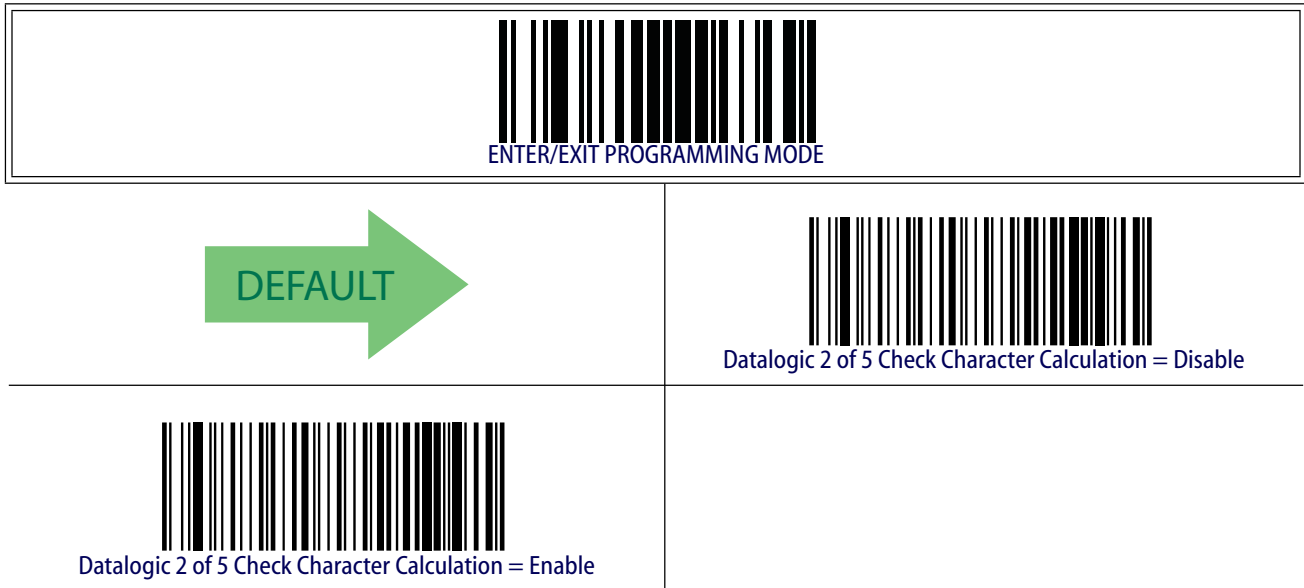 ENTER/EXIT PROGRAMMING MODE
DEFAULT
Datalogic 2 of 5 Check Character Calculation = Disable
Datalogic 2 of 5 Check Character Calculation = Enable